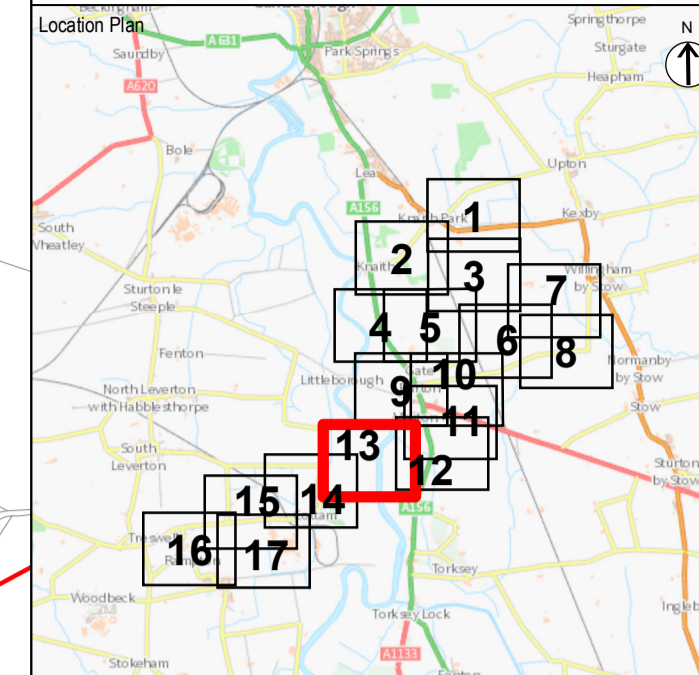 Beckingham
Springthorpe
Location Plan
N
A 631
Saundby
Park Springs
Sturgate
Heapham
A620
Bole
Lea
Upton
A156
1
Kexby
South
Wheatley
2
Knaith
3
Willingham
by Stow
7
Sturton le
Steeple
4
5
6
8
Fenton
Littleborough
10
Normanby
by Stow
North Leverton
with Habblesthorpe
9
Stow
11
South
Leverton
13
12
Sturton
by Stow
15
14
A156
Treswell
16
17
Torksey
Woodbeck
Torksey Lock
A1133
Stokeham